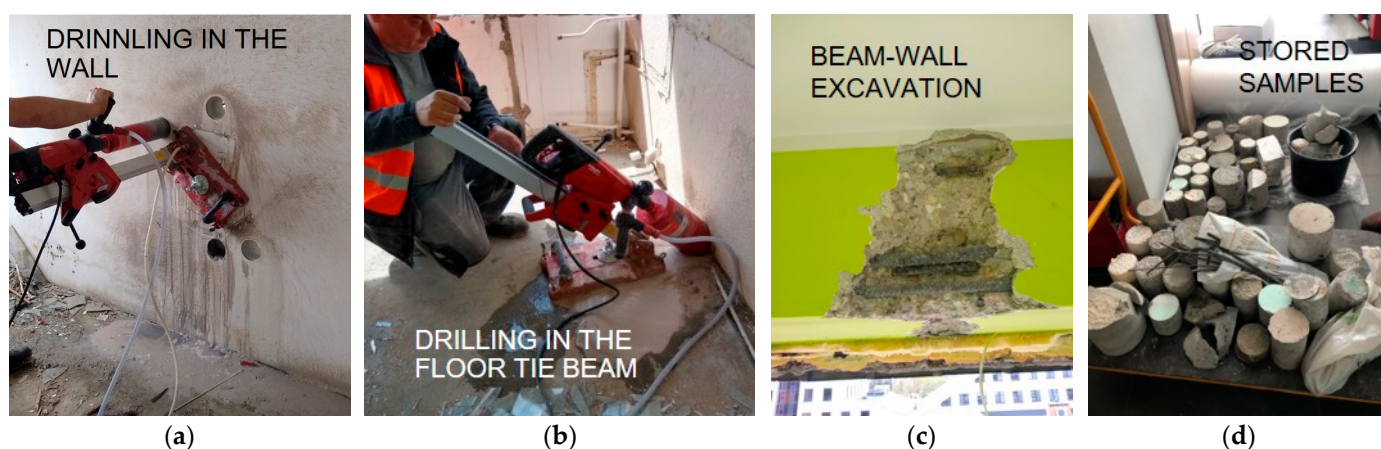 DRINNLING IN THE
WALL
DRILLING IN THE
FLOOR TIE BEAM
BEAM-WALL
EXCAVATION
STORED
SAMPLES
(a)
(b)
(c)
(d)